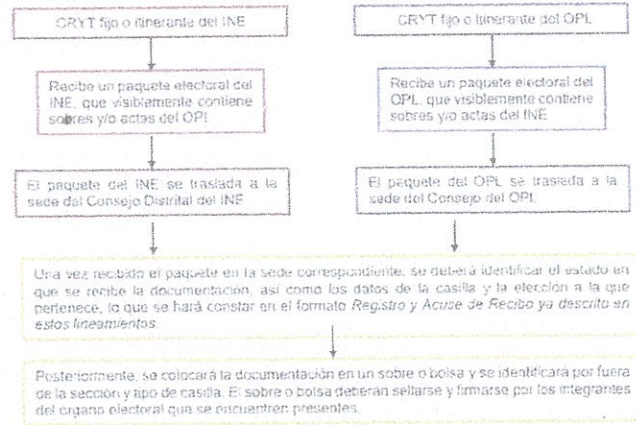 CRYT fijo o itinerante del INE
CRYT fijo o itinerante del OPL
Recibe un paquete electoral del
INE, que visiblemente contiene
sobres y/o actas del OPL
Recibe un paquete electoral del
OPL, que visiblemente contiene
sobres y/o actas del INE
El paquete del INE se traslada a la
sede del Consejo Distrital del INE
El paquete del OPL se traslada a la
sede del Consejo del OPL
Una vez recibido el paquete en la sede correspondiente, se deberá identificar el estado en
que se recibe la documentación, así como los datos de la casilla y la elección a la que
pertenece, lo que se hará constar en el formato Registro y Acuse de Recibo ya descrito en
estos lineamientos.
Posteriormente, se colocará la documentación en un sobre o bolsa y se identificará por fuera
de la sección y tipo de casilla. El sobre o bolsa deberán sellarse y firmarse por los integrantes
del órgano electoral que se encuentren presentes.